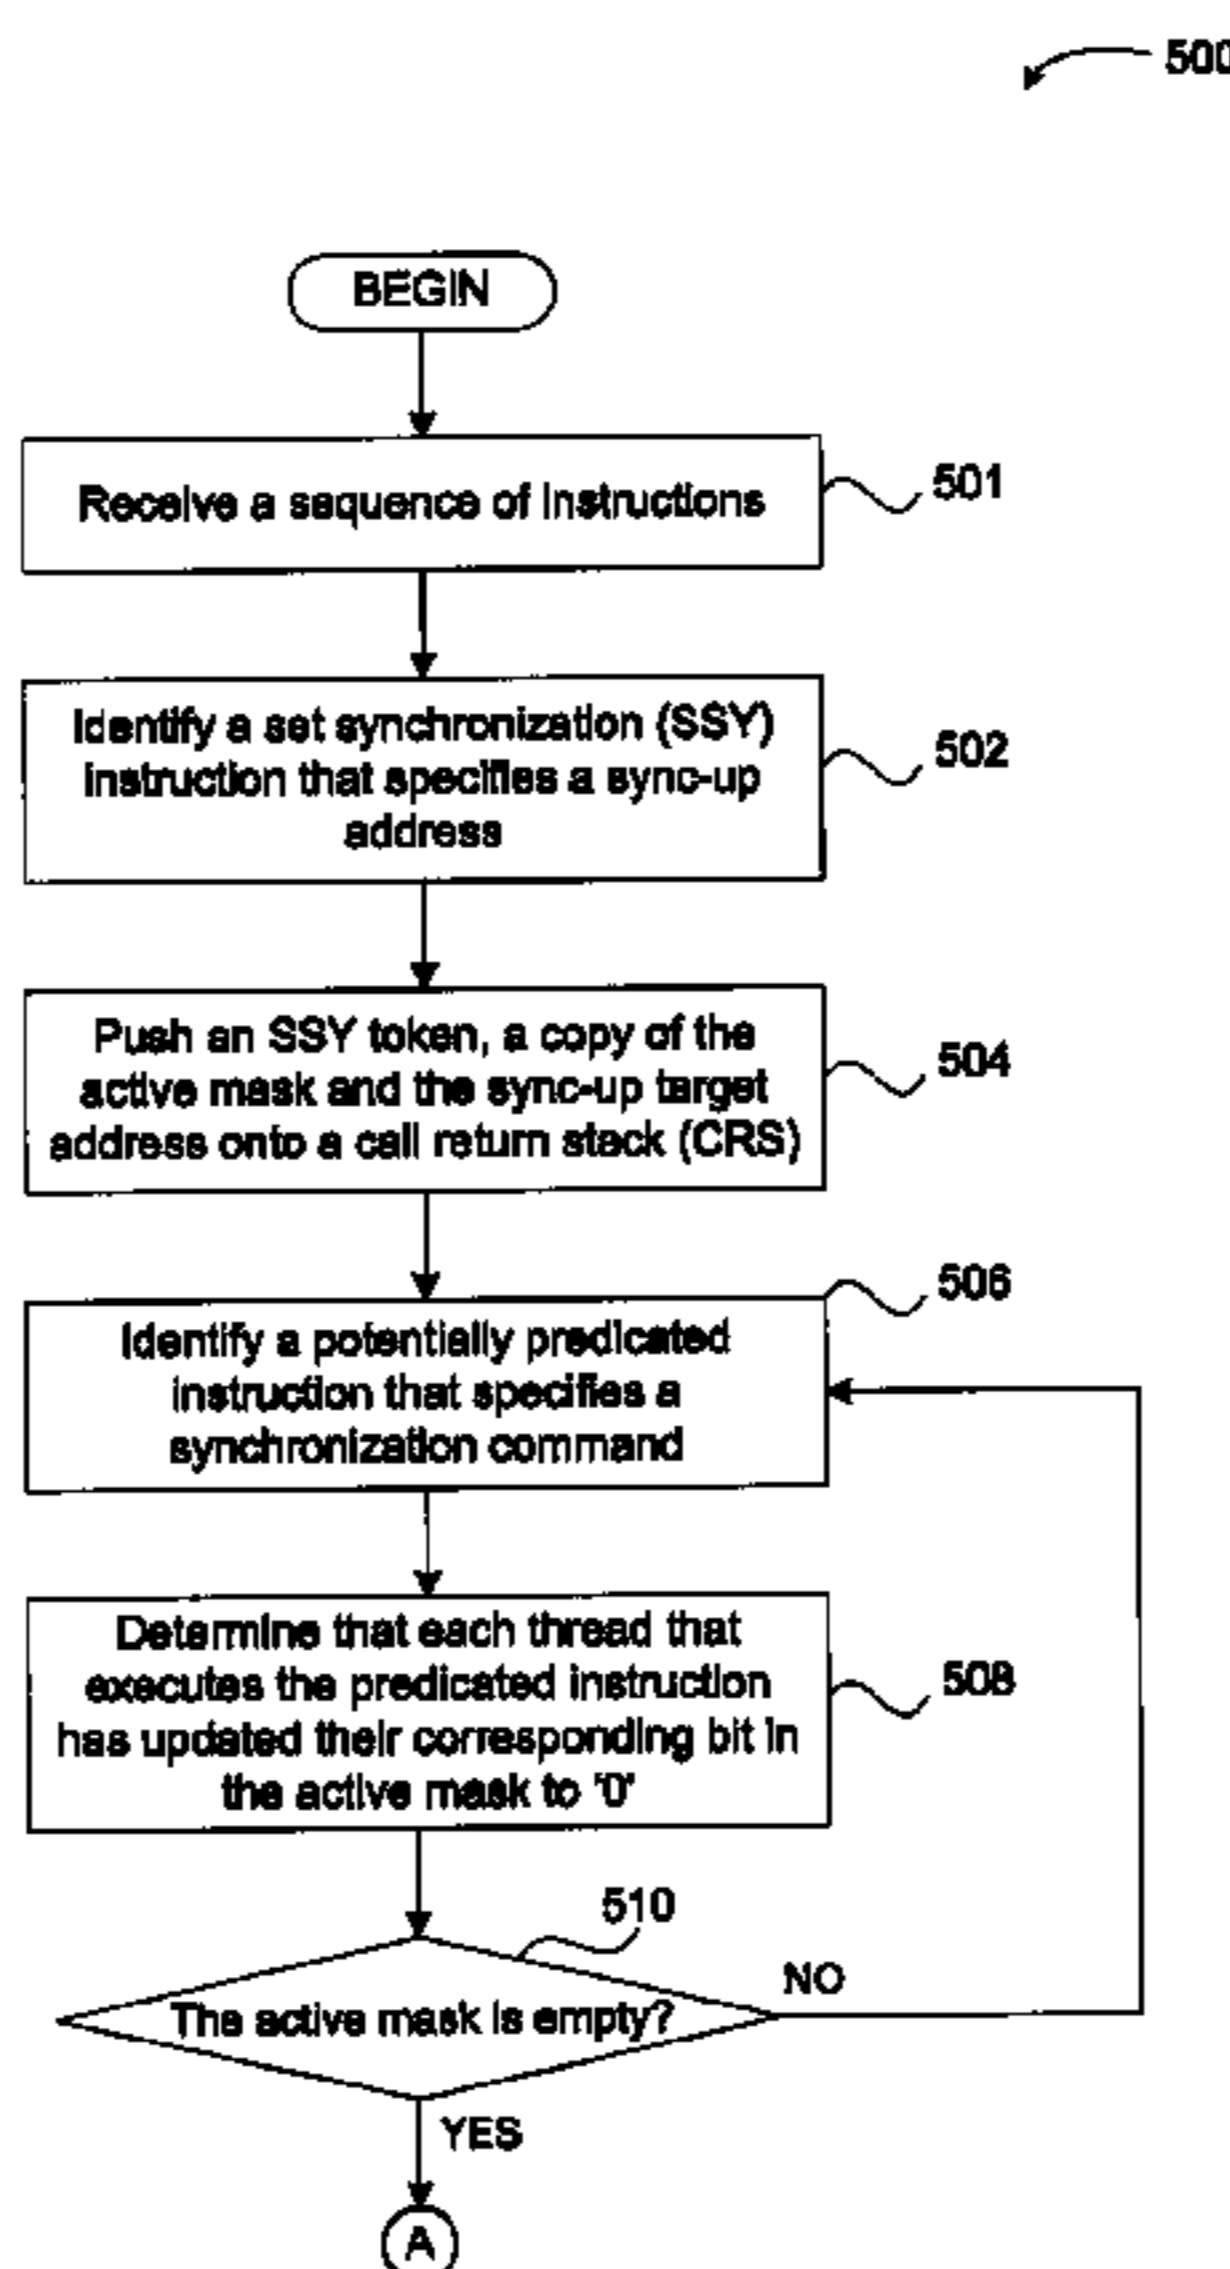 500
BEGIN
Receive a sequence of instructions
501
Identify a set synchronization (SSY)
instruction that specifies a sync-up
address
502
Push an SSY token, a copy of the
active mask and the sync-up target
address onto a call return stack (CRS)
504
506
Identify a potentially predicated
instruction that specifies a
synchronization command
Determine that each thread that
executes the predicated instruction
has updated their corresponding bit in
the active mask to '0'
508
510
The active mask is empty?
NO
YES
A